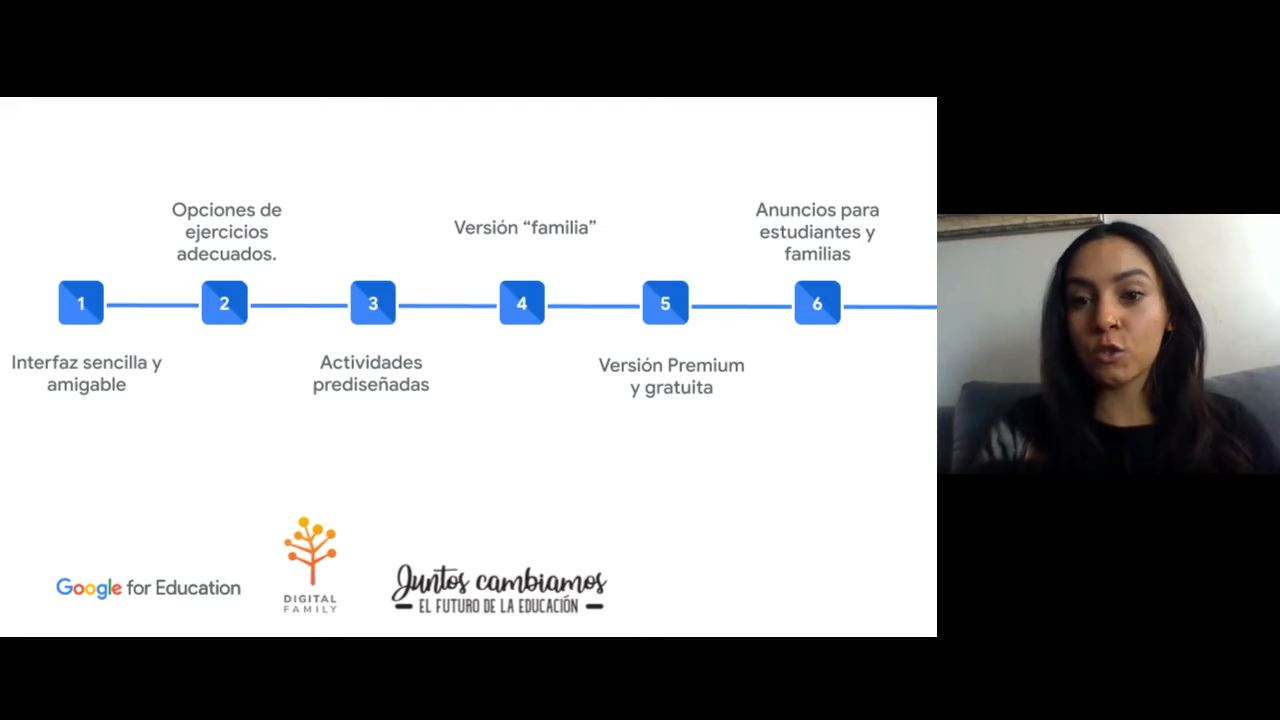 Opciones de
ejercicios
adecuados.
Versión “familia”
Anuncios para
estudiantes y
familias
1
2
3
4
5
6
Interfaz sencilla y
amigable
Actividades
prediseñadas
Versión Premium
y gratuita
Google for Education
DIGITAL
FAMILY
Juntos cambiamos
EL FUTURO DE LA EDUCACIÓN